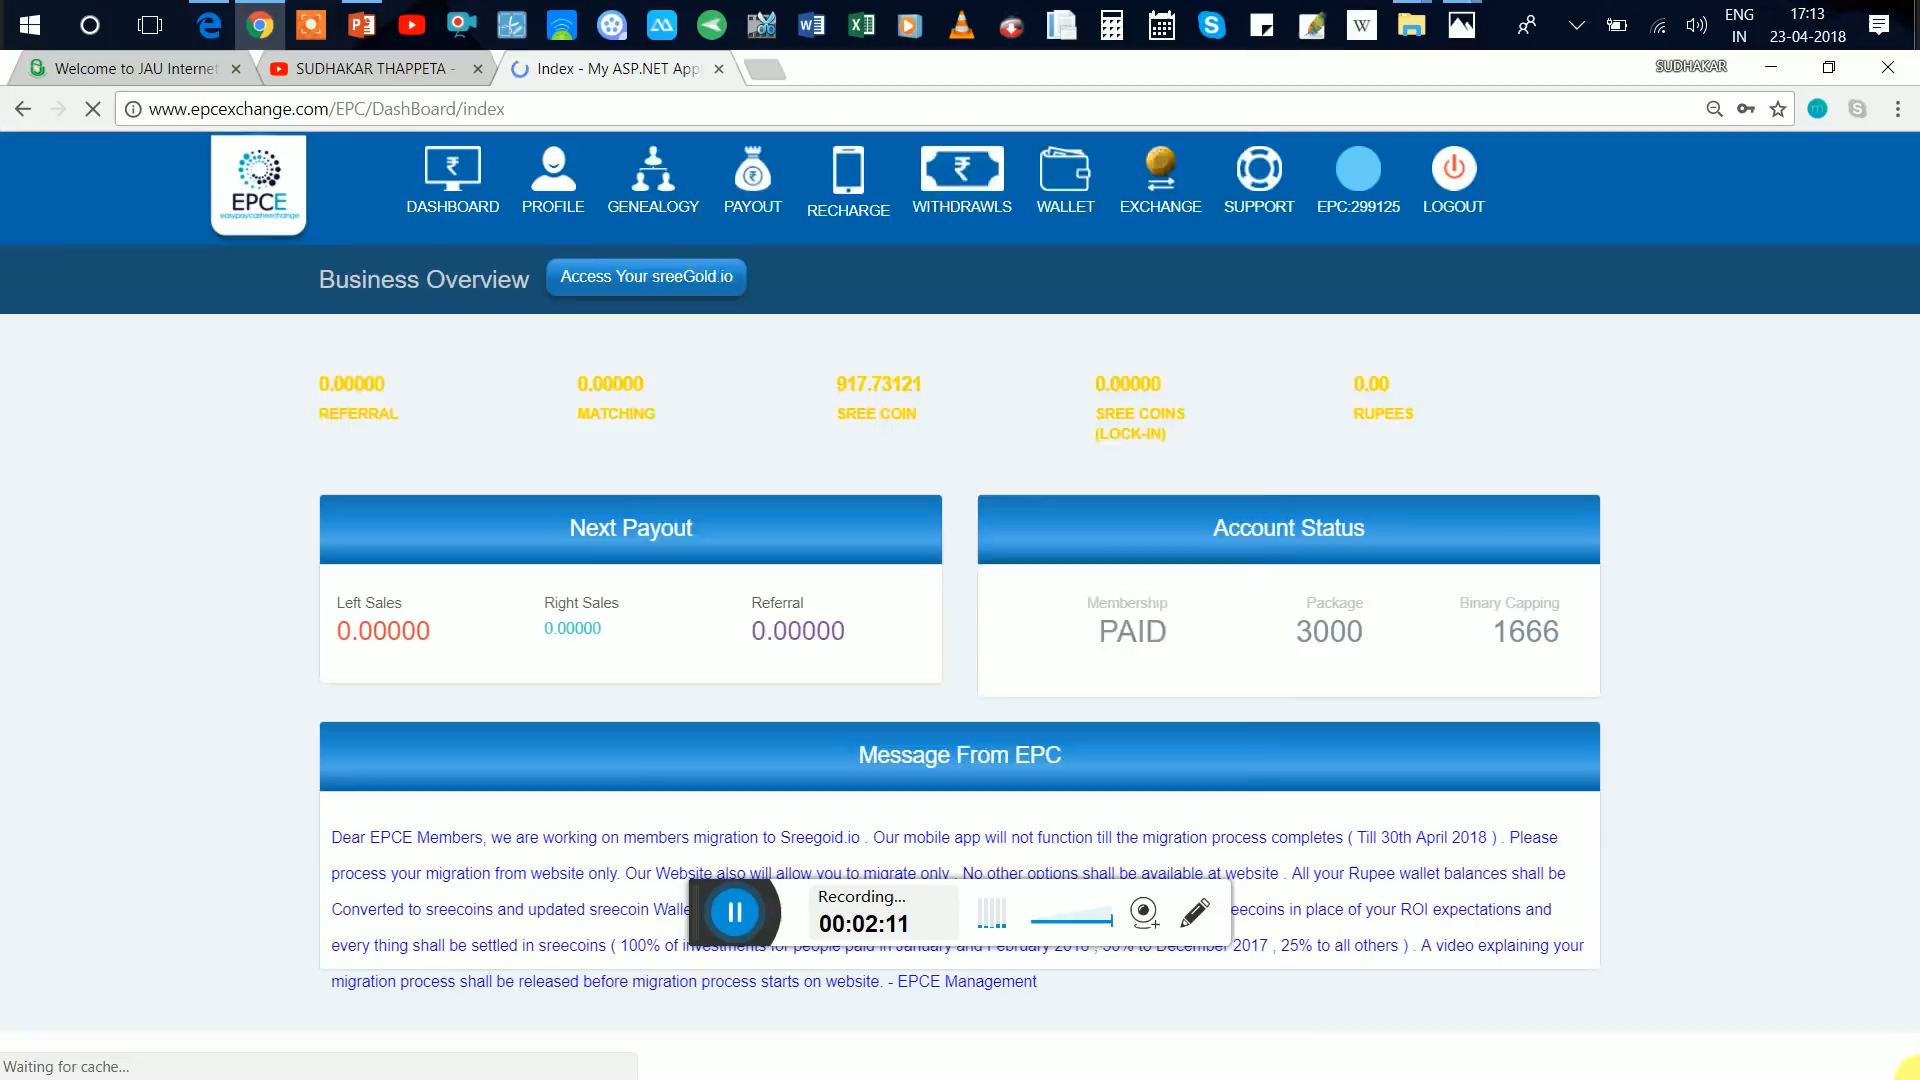 ENG
17:13
IN
23-04-2018
Welcome to JAU Internet
SUDHAKAR THAPPETA -
Index - My ASP.NET App
SUDHAKAR
www.epcexchange.com/EPC/DashBoard/index
EPCE
easypaycashexchange
DASHBOARD
PROFILE
GENEALOGY
PAYOUT
RECHARGE
WITHDRAWLS
WALLET
EXCHANGE
SUPPORT
EPC:299125
LOGOUT
Business Overview
Access Your sreeGold.io
0.00000
REFERRAL
0.00000
MATCHING
917.73121
SREE COIN
0.00000
SREE COINS
(LOCK-IN)
0.00
RUPEES
Next Payout
Left Sales
0.00000
Right Sales
0.00000
Referral
0.00000
Account Status
Membership
PAID
Package
3000
Binary Capping
1666
Message From EPC
Dear EPCE Members, we are working on members migration to Sreegoid.io . Our mobile app will not function till the migration process completes ( Till 30th April 2018 ) . Please
process your migration from website only. Our Website also will allow you to migrate only . No other options shall be available at website . All your Rupee wallet balances shall be
Converted to sreecoins and updated sreecoin eecoins in place of your ROI expectations and
every thing shall be settled in sreecoins ( 100% of 2017 , 25% to all others ) . A video explaining your
migration process shall be released before migration process starts on website. - EPCE Management
Recording...
00:02:11
Waiting for cache...